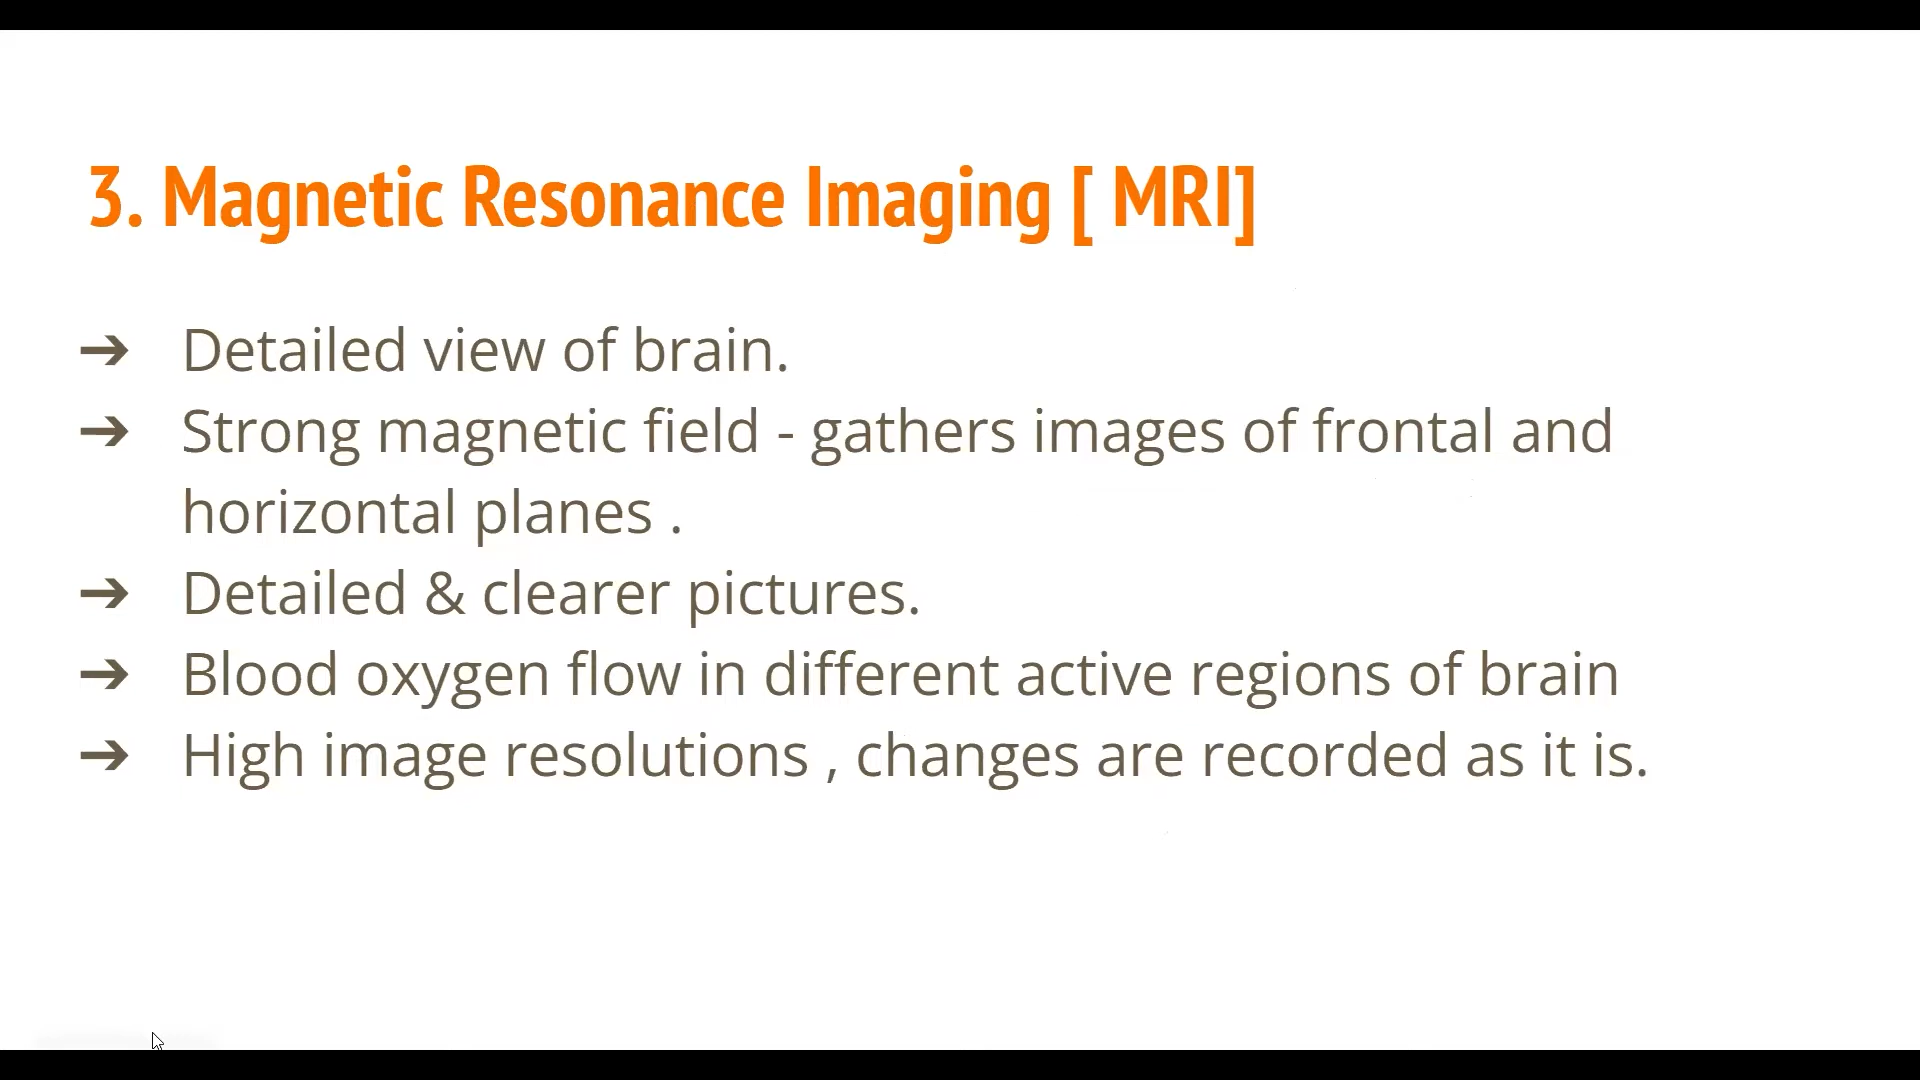 3. Magnetic Resonance Imaging [ MRI]
➔ Detailed view of brain.
➔ Strong magnetic field - gathers images of frontal and
horizontal planes .
➔ Detailed & clearer pictures.
➔ Blood oxygen flow in different active regions of brain
➔ High image resolutions , changes are recorded as it is.